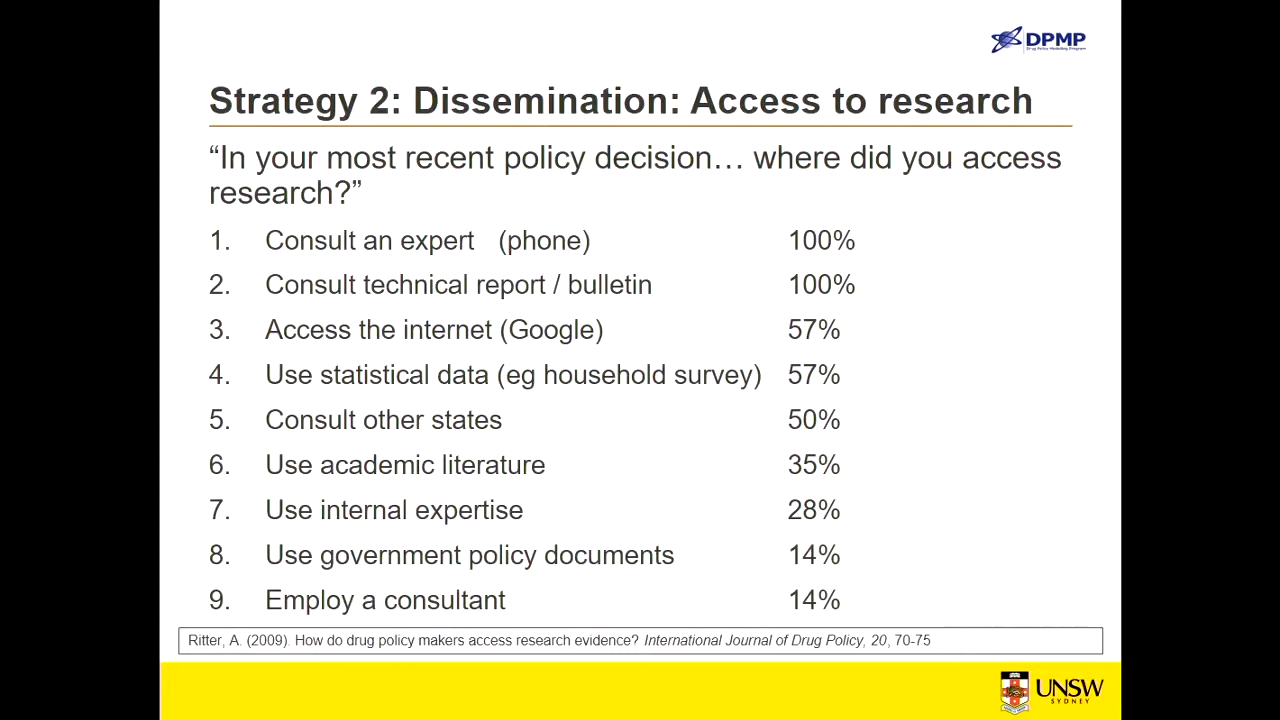 DPMP
Drug Policy Modelling Program
Strategy 2: Dissemination: Access to research
“In your most recent policy decision… where did you access
research?”
1. Consult an expert (phone) 100%
2. Consult technical report / bulletin 100%
3. Access the internet (Google) 57%
4. Use statistical data (eg household survey) 57%
5. Consult other states 50%
6. Use academic literature 35%
7. Use internal expertise 28%
8. Use government policy documents 14%
9. Employ a consultant 14%
Ritter, A. (2009). How do drug policy makers access research evidence? International Journal of Drug Policy, 20, 70-75
UNSW
SYDNEY